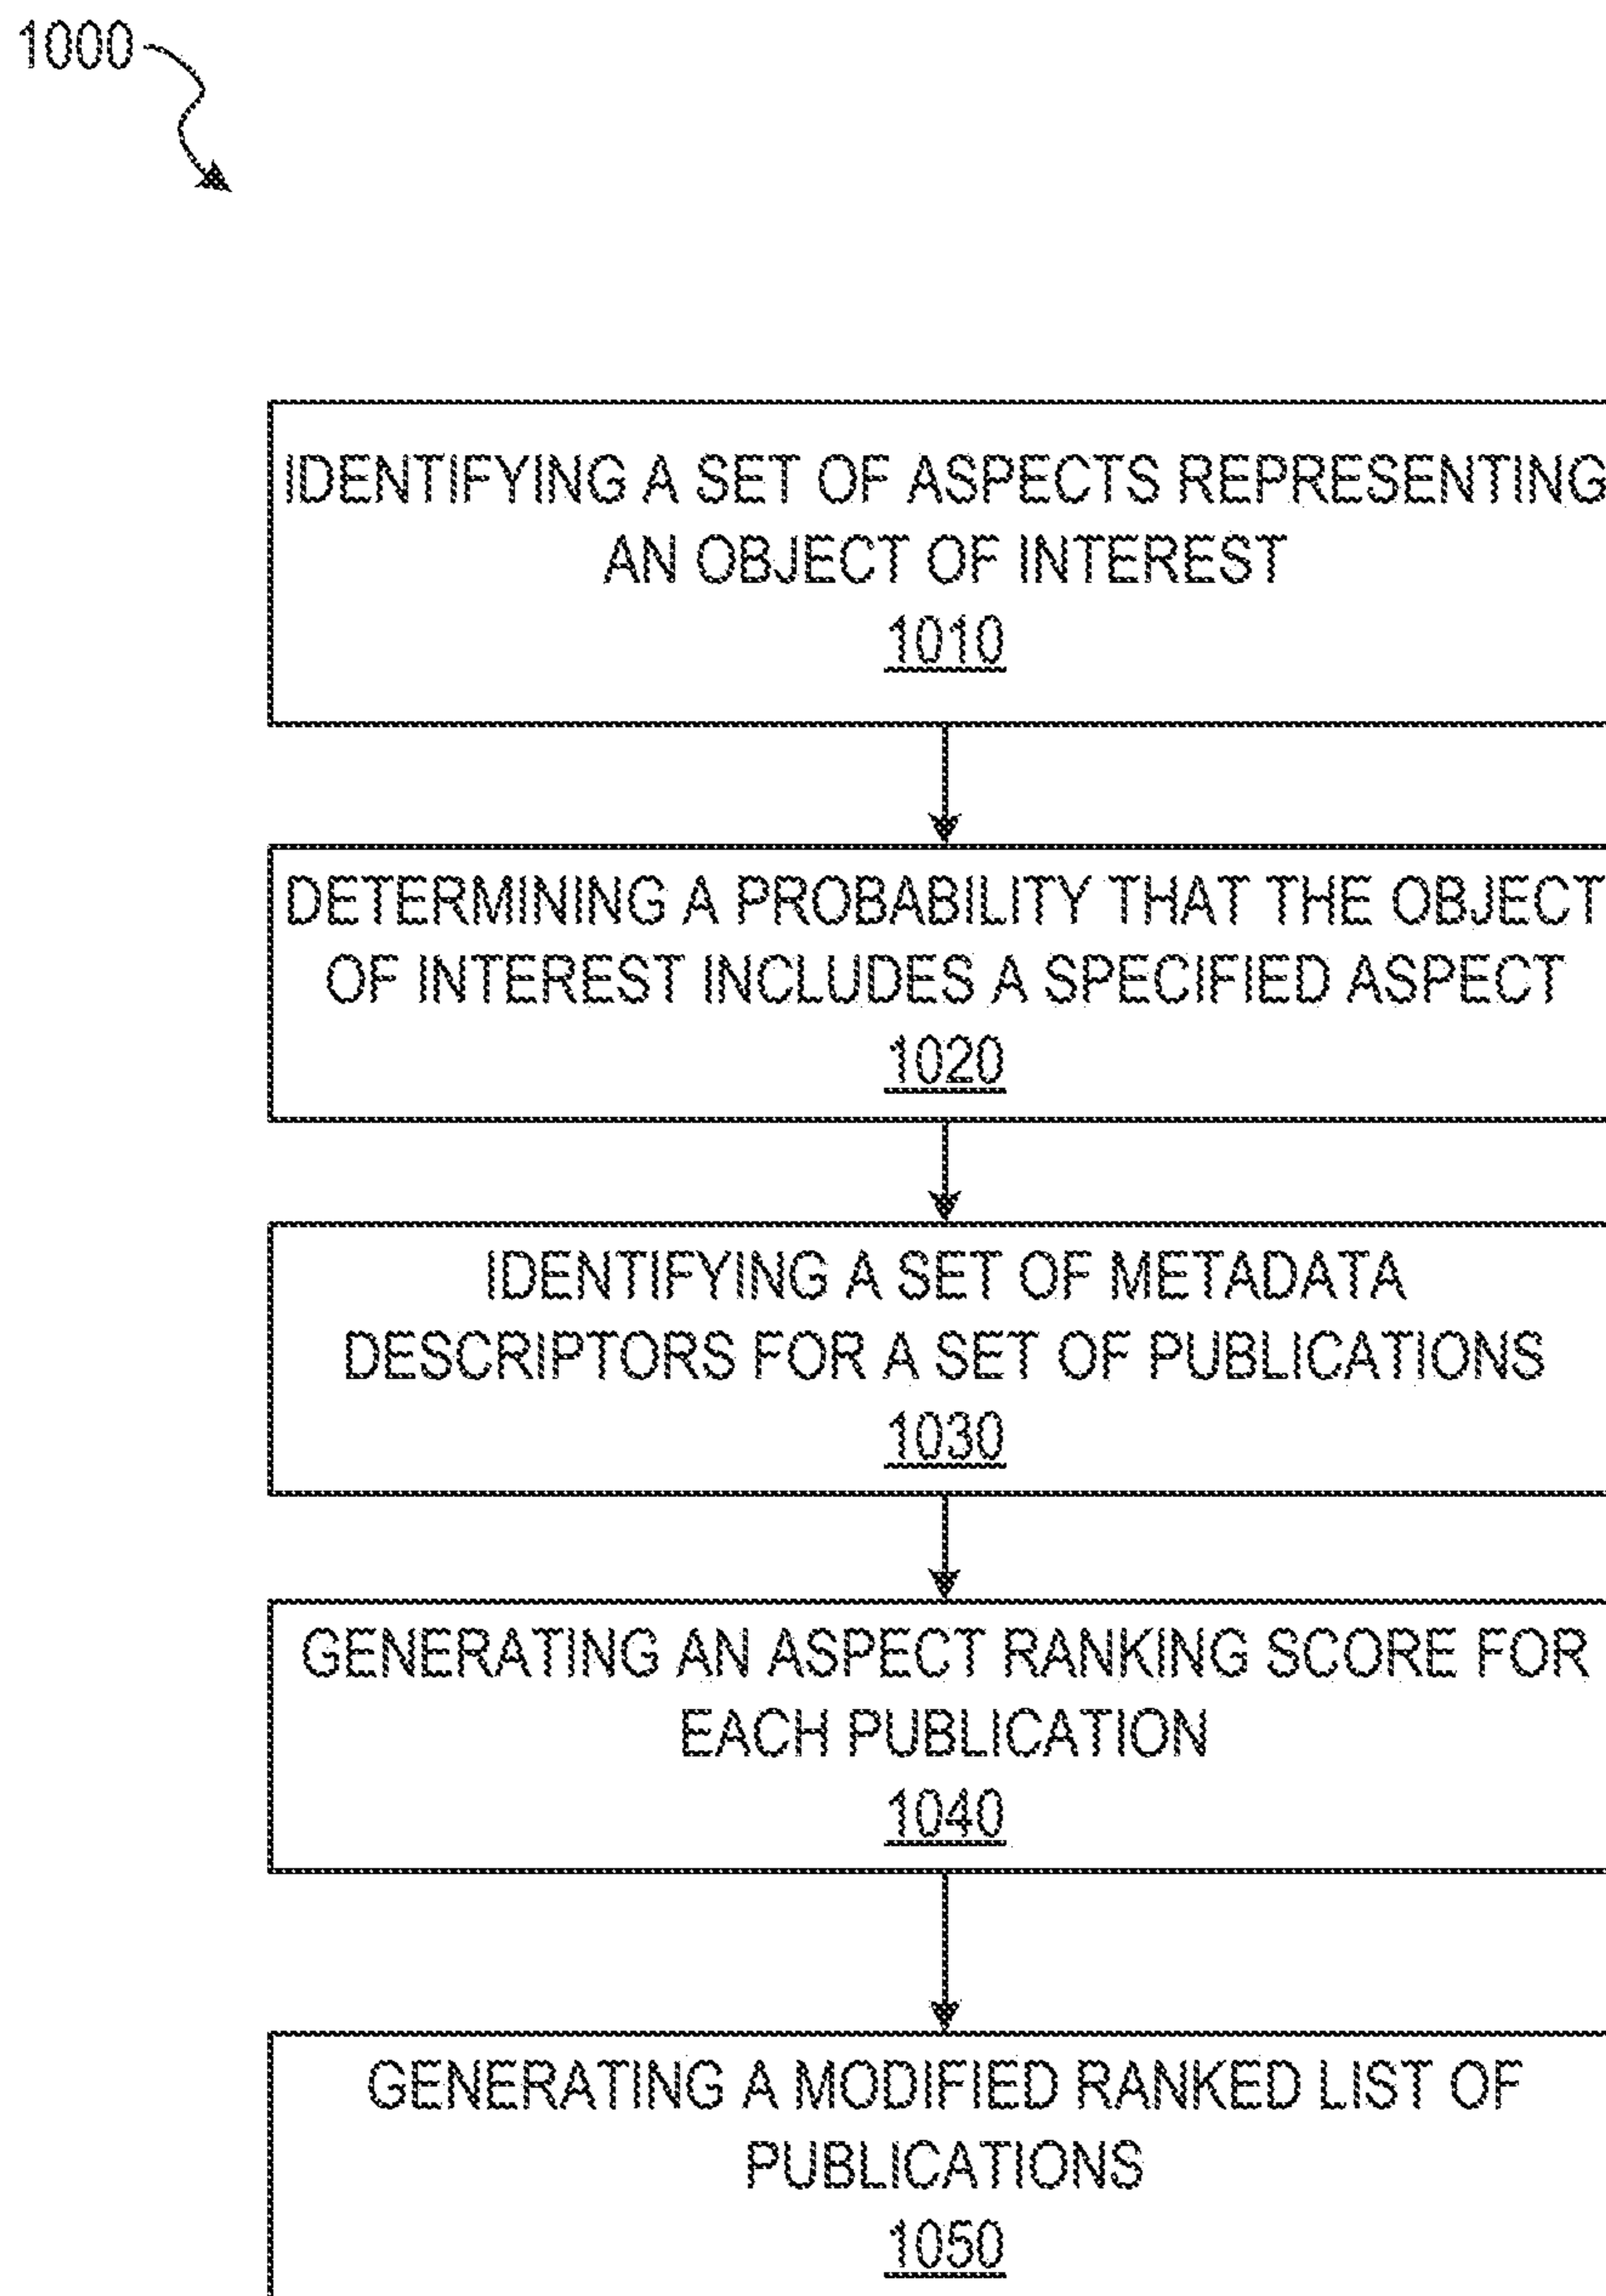 1000
IDENTIFYING A SET OF ASPECTS REPRESENTING
AN OBJECT OF INTEREST
1010
DETERMINING A PROBABILITY THAT THE OBJECT
OF INTEREST INCLUDES A SPECIFIED ASPECT
1020
IDENTIFYING A SET OF METADATA
DESCRIPTORS FOR A SET OF PUBLICATIONS
1030
GENERATING AN ASPECT RANKING SCORE FOR
EACH PUBLICATION
1040
GENERATING A MODIFIED RANKED LIST OF
PUBLICATIONS
1050